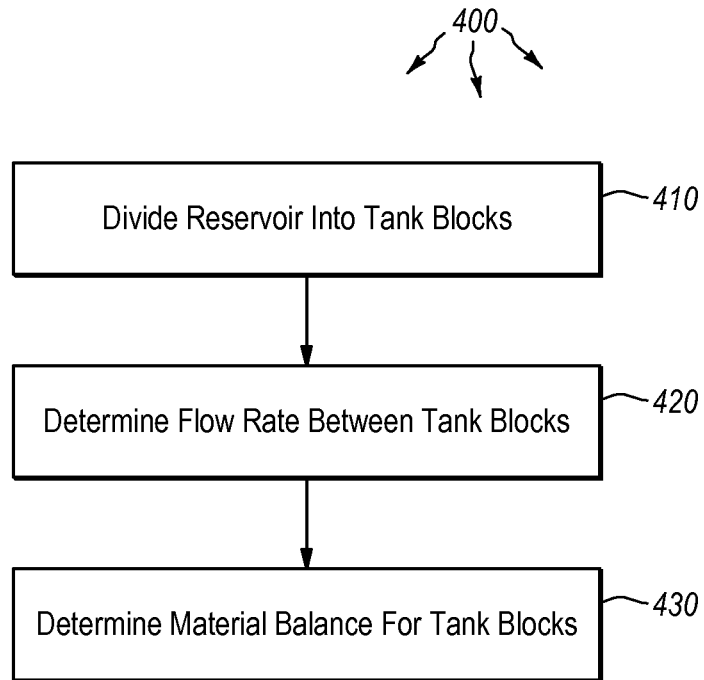 400
Divide Reservoir Into Tank Blocks
410
Determine Flow Rate Between Tank Blocks
420
Determine Material Balance For Tank Blocks
430